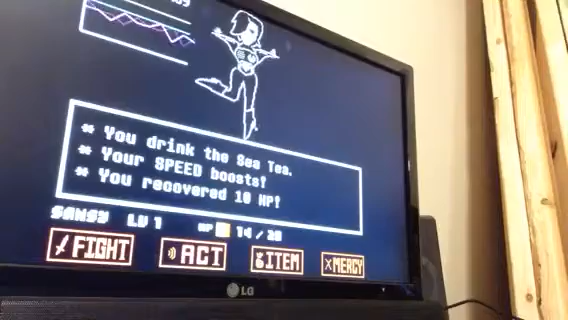 * You drink the Sea Tea.
* Your SPEED boosts!
* You recovered 10 HP!
SANSY LV 1 HP 14 / 20
FIGHT ACT ITEM MERCY
LG